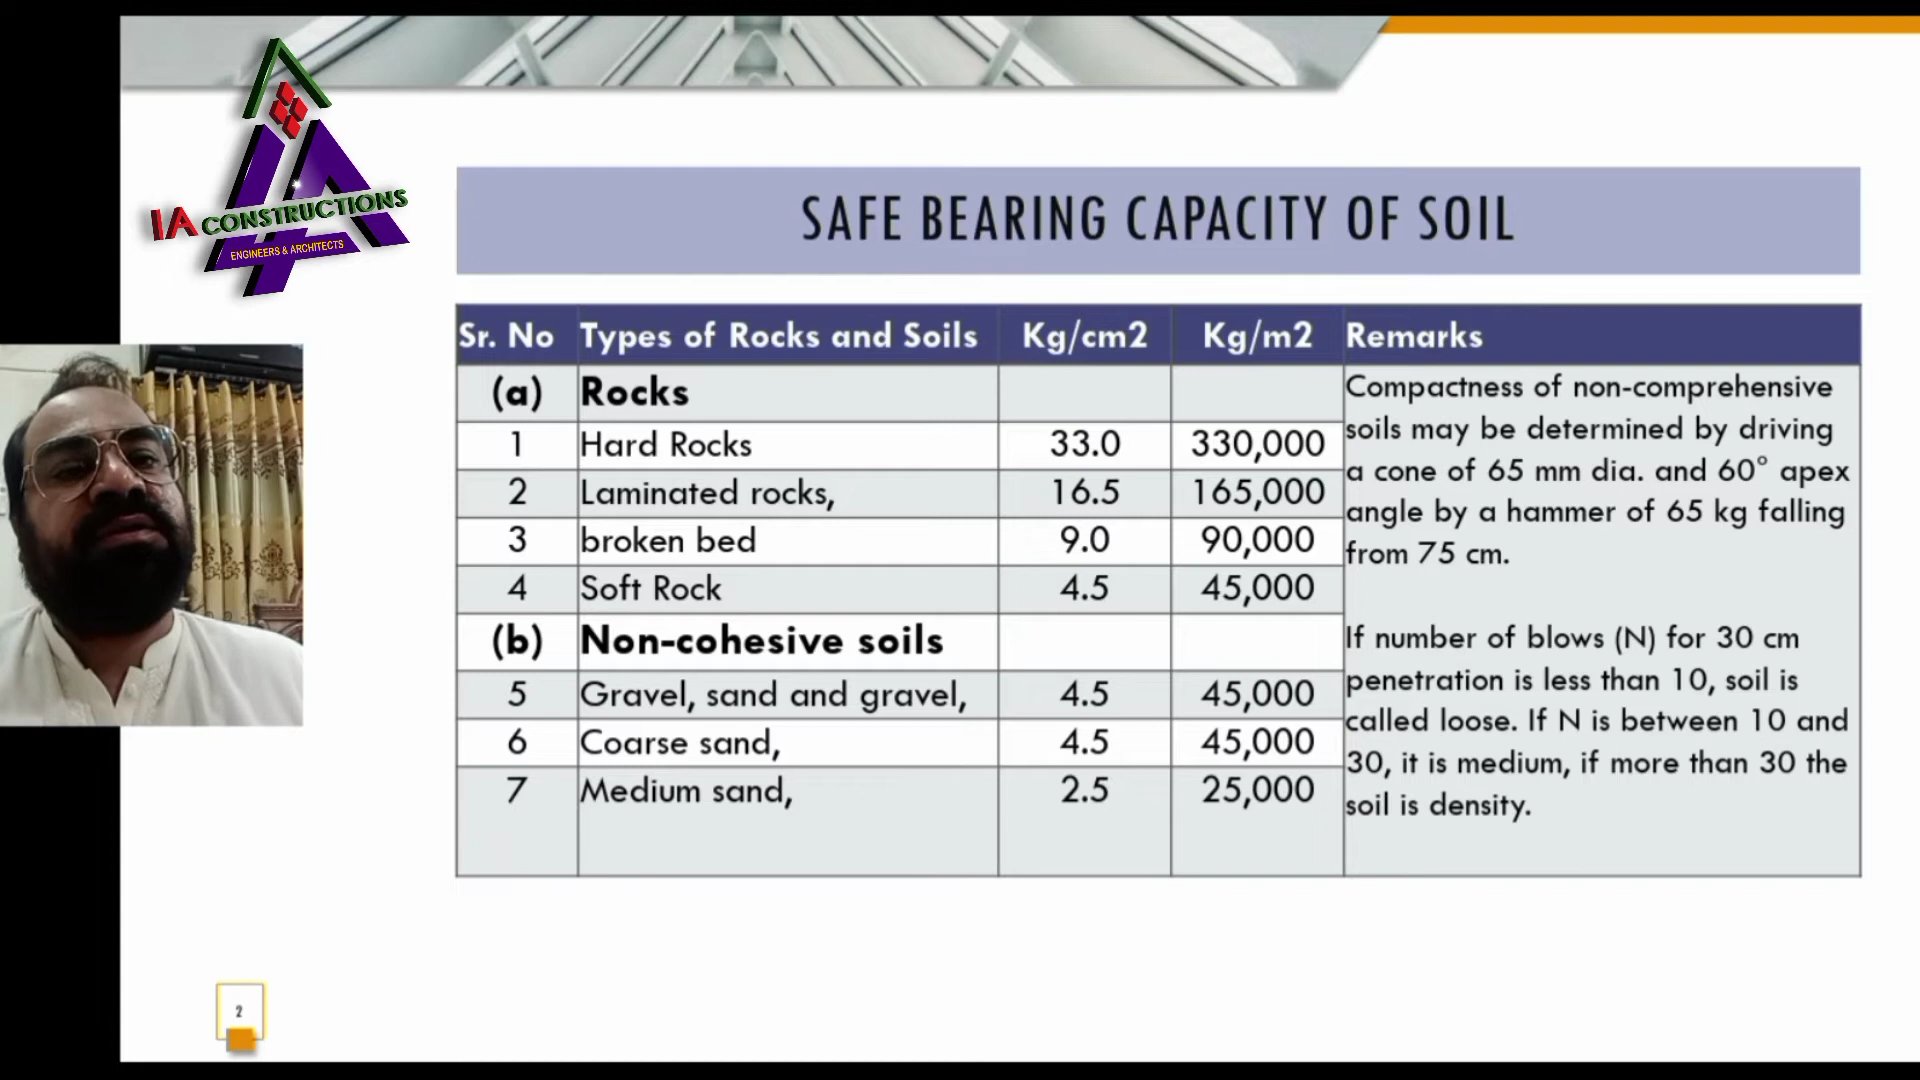 IA CONSTRUCTIONS
ENGINEERS & ARCHITECTS
SAFE BEARING CAPACITY OF SOIL
Sr. No Types of Rocks and Soils Kg/cm2 Kg/m2 Remarks
(a) Rocks
1 Hard Rocks 33.0 330,000
2 Laminated rocks, 16.5 165,000
3 broken bed 9.0 90,000
4 Soft Rock 4.5 45,000
(b) Non-cohesive soils
5 Gravel, sand and gravel, 4.5 45,000
6 Coarse sand, 4.5 45,000
7 Medium sand, 2.5 25,000
Compactness of non-comprehensive
soils may be determined by driving
a cone of 65 mm dia. and 60° apex
angle by a hammer of 65 kg falling
from 75 cm.
If number of blows (N) for 30 cm
penetration is less than 10, soil is
called loose. If N is between 10 and
30, it is medium, if more than 30 the
soil is density.
2